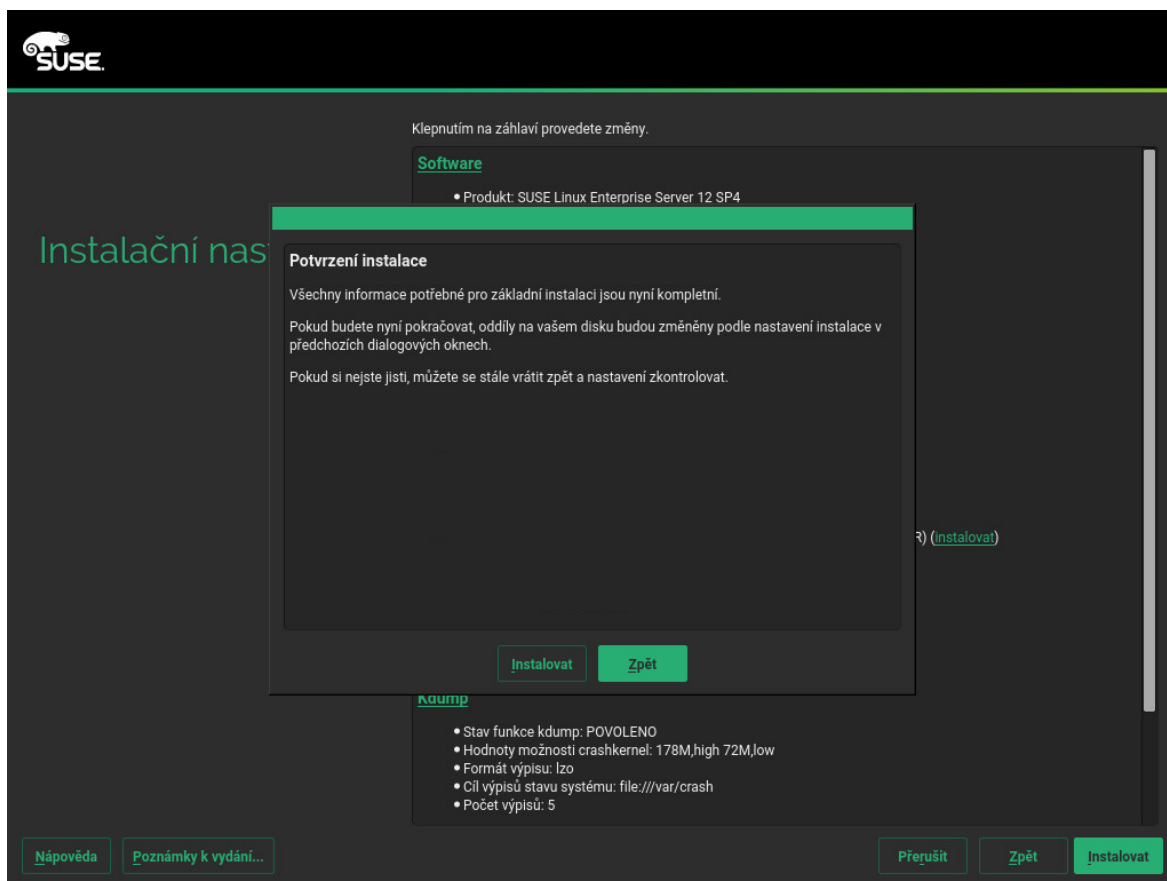 SUSE.
Klepnutím na záhlaví provedete změny.
Software
• Produkt: SUSE Linux Enterprise Server 12 SP4
Instalační nas
Potvrzení instalace
Všechny informace potřebné pro základní instalaci jsou nyní kompletní.
Pokud budete nyní pokračovat, oddíly na vašem disku budou změněny podle nastavení instalace v
předchozích dialogových oknech.
Pokud si nejste jisti, můžete se stále vrátit zpět a nastavení zkontrolovat.
R) (instalovat)
Instalovat Zpět
Kdump
• Stav funkce kdump: POVOLENO
• Hodnoty možnosti crashkernel: 178M,high 72M,low
• Formát výpisu: lzo
• Cíl výpisů stavu systému: file:///var/crash
• Počet výpisů: 5
Nápověda Poznámky k vydání... Přerušit Zpět Instalovat